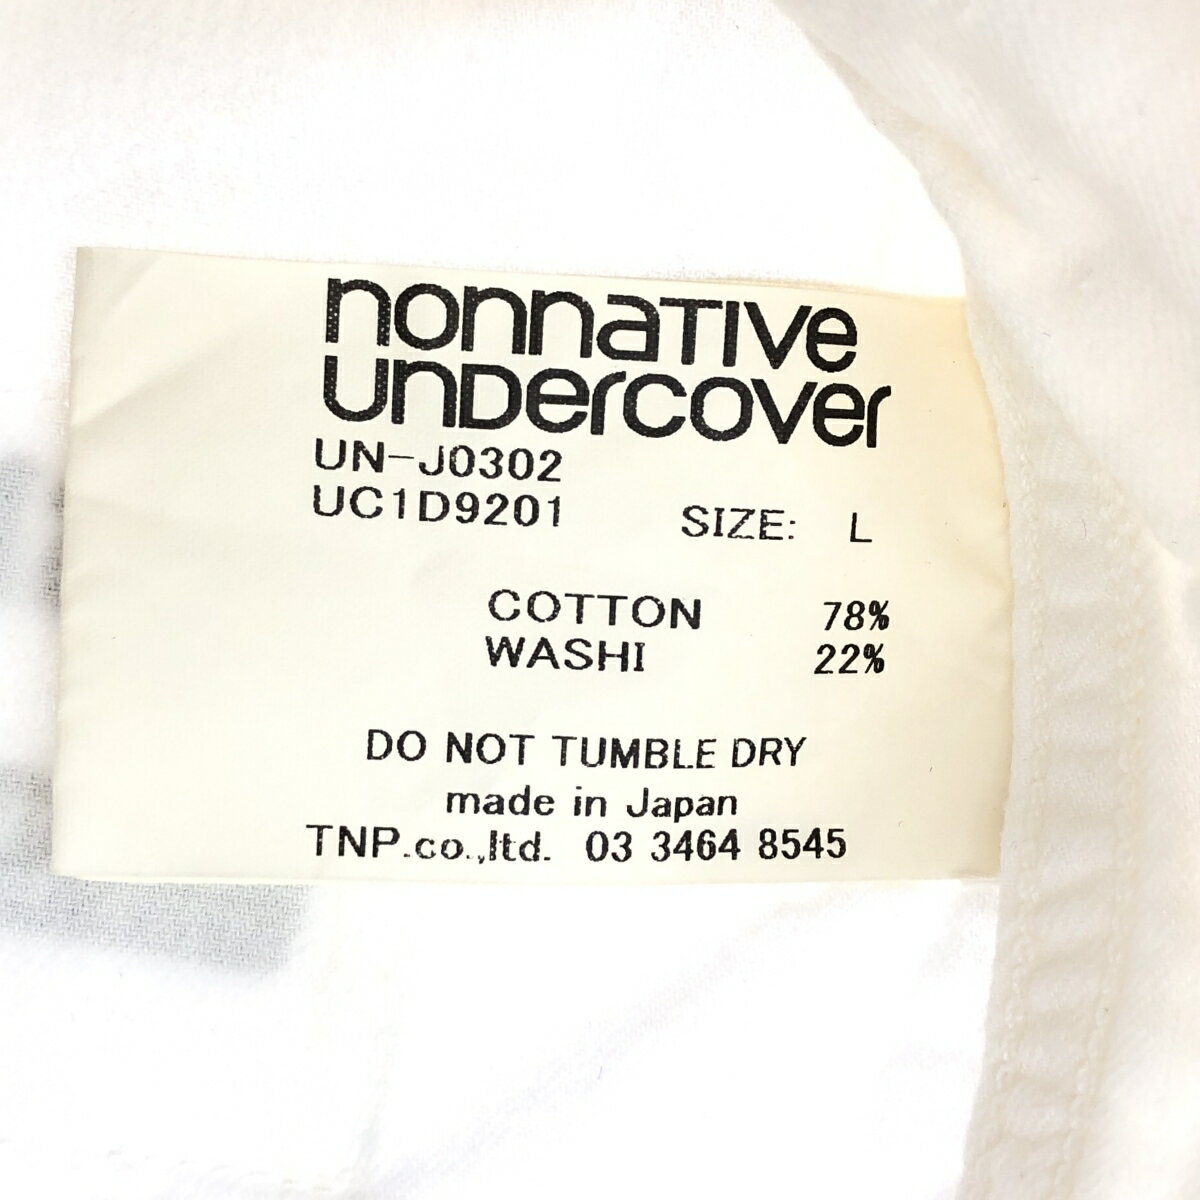 nonnaTIve
UnDercover
UN-J0302
UC1D9201
SIZE: L
COTTON 78%
WASHI 22%
DO NOT TUMBLE DRY
made in Japan
TNP.co.,ltd. 03 3464 8545